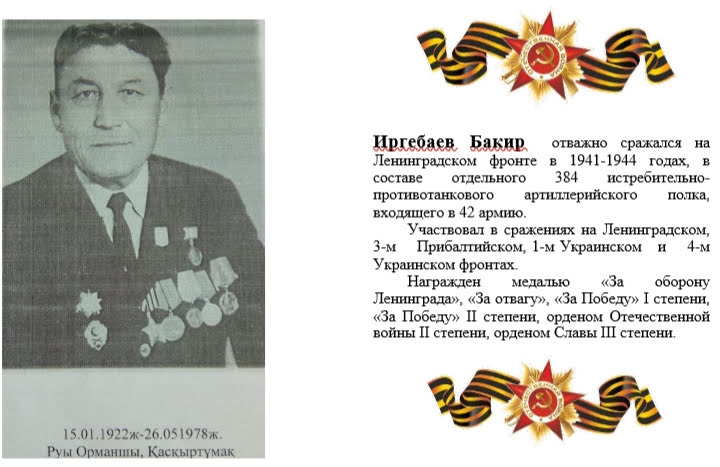 Иргебаев Бақир отважно сражался на
Ленинградском фронте в 1941-1944 годах, в
составе отдельного 384 истребительно-
противотанкового артиллерийского полка,
входящего в 42 армию.
Участвовал в сражениях на Ленинградском,
3-м Прибалтийском, 1-м Украинском и 4-м
Украинском фронтах.
Награжден медалью «За оборону
Ленинграда», «За отвагу», «За Победу» I степени,
«За Победу» II степени, орденом Отечественной
войны II степени, орденом Славы III степени.
15.01.1922ж-26.051978ж.
Руы Орманшы, Қасқыртұмақ